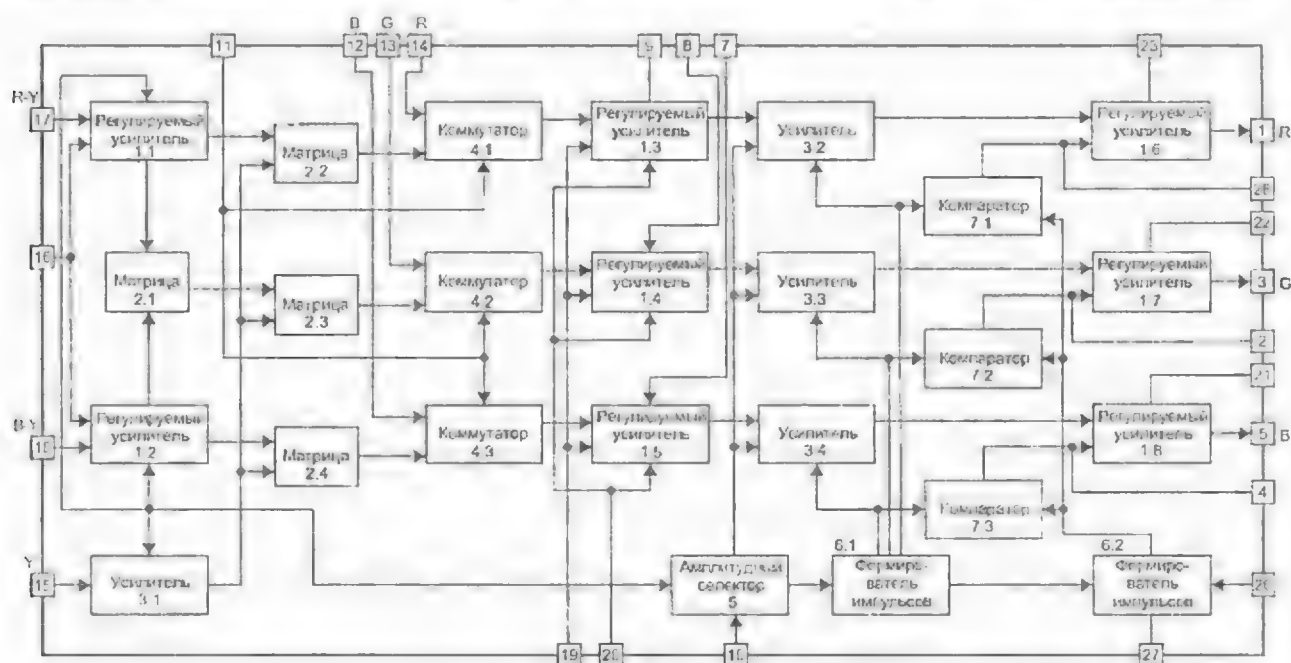 B G R
11 12 13 14 9 8 7 23
R-Y
17
Регулируемый усилитель 1.1
Матрица 2.2
Коммутатор 4.1
Регулируемый усилитель 1.3
Усилитель 3.2
Регулируемый усилитель 1.6
1 R
Компаратор 7.1
22
16
Матрица 2.1
Матрица 2.3
Коммутатор 4.2
Регулируемый усилитель 1.4
Усилитель 3.3
Регулируемый усилитель 1.7
3 G
Компаратор 7.2
2
21
B-Y
Регулируемый усилитель 1.2
Матрица 2.4
Коммутатор 4.3
Регулируемый усилитель 1.5
Усилитель 3.4
Регулируемый усилитель 1.8
5
Компаратор 7.3
4
Y
15
Усилитель 3.1
Амплитудный селектор 5
6.1
Формирователь импульсов
6.2
Формирователь импульсов
19 27